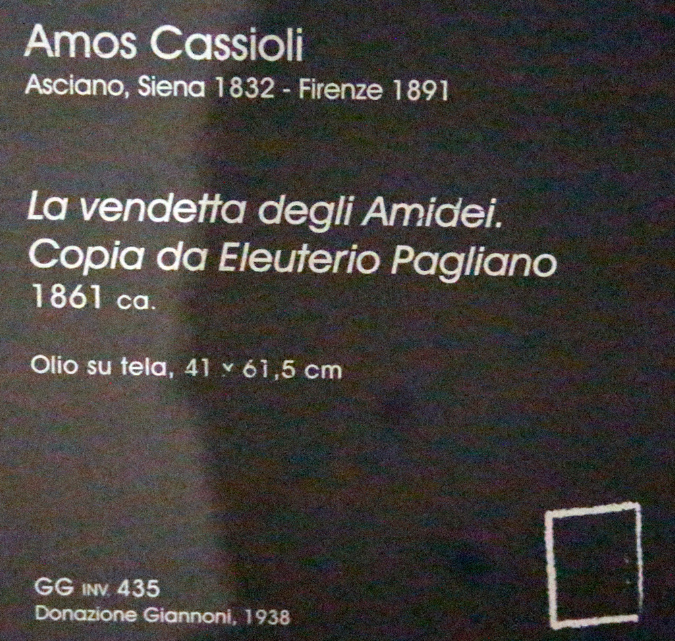 Amos Cassioli
Asciano, Siena 1832 - Firenze 1891
La vendetta degli Amidei.
Copia da Eleuterio Pagliano
1861 ca.
Olio su tela, 41 × 61,5 cm
GG INV. 435
Donazione Giannoni, 1938